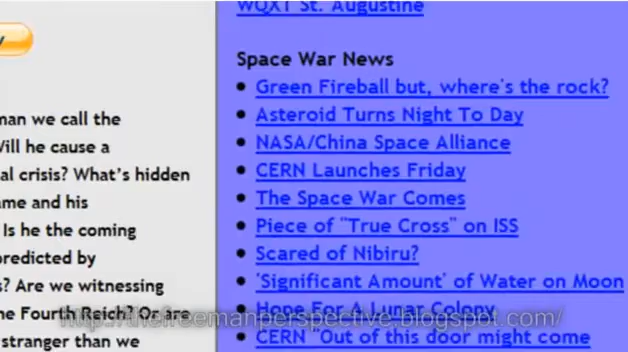 WQXT St. Augustine
Space War News
Green Fireball but, where's the rock?
Asteroid Turns Night To Day
NASA/China Space Alliance
CERN Launches Friday
The Space War Comes
Piece of "True Cross" on ISS
Scared of Nibiru?
'Significant Amount' of Water on Moon
Hope For A Lunar Colony
CERN "Out of this door might come
man we call the
Will he cause a
al crisis? What's hidden
ame and his
Is he the coming
predicted by
s? Are we witnessing
he Fourth Reich? Or are
stranger than we
http://thefreemanperspective.blogspot.com/